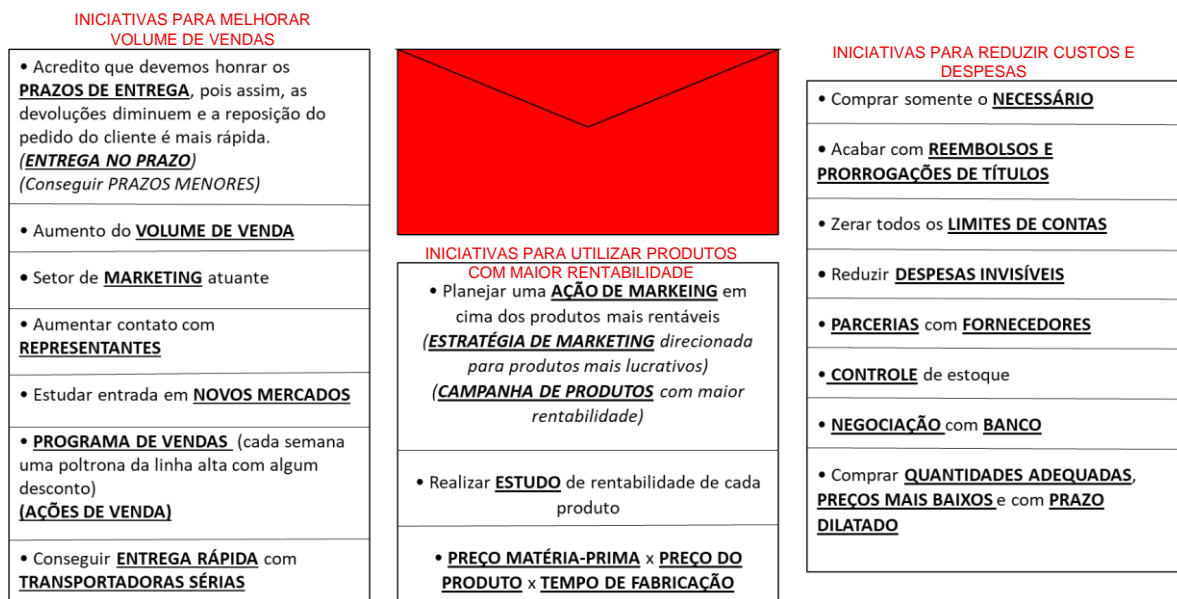 INICIATIVAS PARA MELHORAR
VOLUME DE VENDAS
• Acredito que devemos honrar os
PRAZOS DE ENTREGA, pois assim, as
devoluções diminuem e a reposição do
pedido do cliente é mais rápida.
(ENTREGA NO PRAZO)
(Conseguir PRAZOS MENORES)
• Aumento do VOLUME DE VENDA
• Setor de MARKETING atuante
• Aumentar contato com
REPRESENTANTES
• Estudar entrada em NOVOS MERCADOS
• PROGRAMA DE VENDAS (cada semana
uma poltrona da linha alta com algum
desconto)
(AÇÕES DE VENDA)
• Conseguir ENTREGA RÁPIDA com
TRANSPORTADORAS SÉRIAS
INICIATIVAS PARA UTILIZAR PRODUTOS
COM MAIOR RENTABILIDADE
• Planejar uma AÇÃO DE MARKEING em
cima dos produtos mais rentáveis
(ESTRATÉGIA DE MARKETING direcionada
para produtos mais lucrativos)
(CAMPANHA DE PRODUTOS com maior
rentabilidade)
• Realizar ESTUDO de rentabilidade de cada
produto
• PREÇO MATÉRIA-PRIMA x PREÇO DO
PRODUTO x TEMPO DE FABRICAÇÃO
INICIATIVAS PARA REDUZIR CUSTOS E
DESPESAS
• Comprar somente o NECESSÁRIO
• Acabar com REEMBOLSOS E
PRORROGAÇÕES DE TÍTULOS
• Zerar todos os LIMITES DE CONTAS
• Reduzir DESPESAS INVISÍVEIS
• PARCERIAS com FORNECEDORES
• CONTROLE de estoque
• NEGOCIAÇÃO com BANCO
• Comprar QUANTIDADES ADEQUADAS,
PREÇOS MAIS BAIXOS e com PRAZO
DILATADO